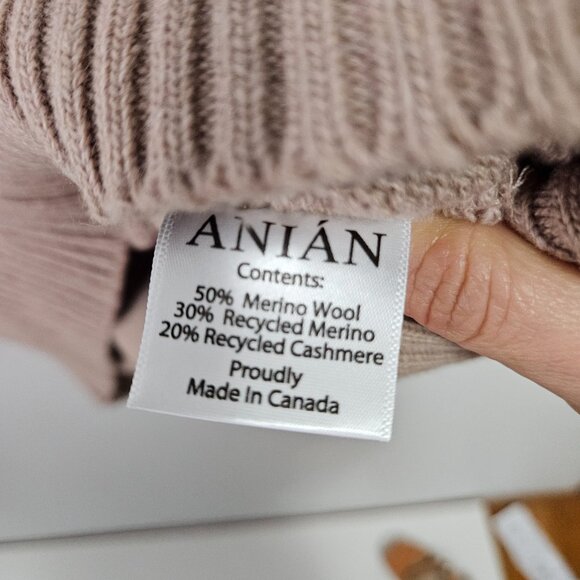 ANIÁN
Contents:
50% Merino Wool
30% Recycled Merino
20% Recycled Cashmere
Proudly
Made In Canada